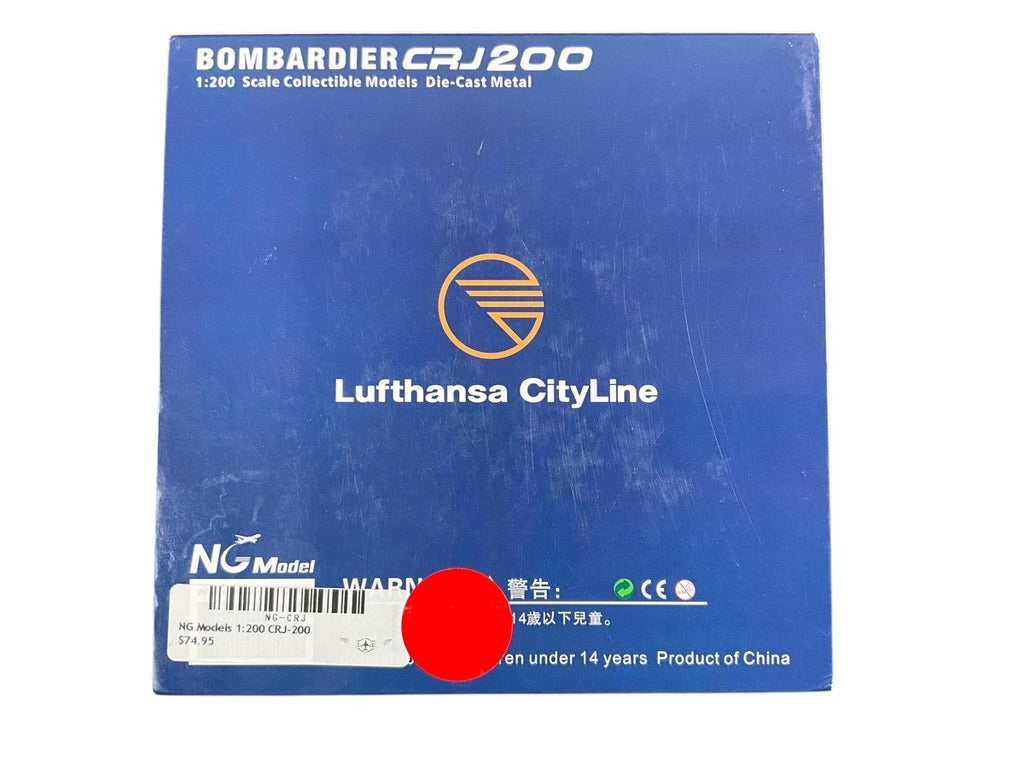 BOMBARDIER CRJ200
1:200 Scale Collectible Models Die-Cast Metal
Lufthansa CityLine
NG Model
警告:
CE
NG-CRJ
14歲以下兒童。
NG Models 1:200 CRJ-200
$74.95
under 14 years Product of China